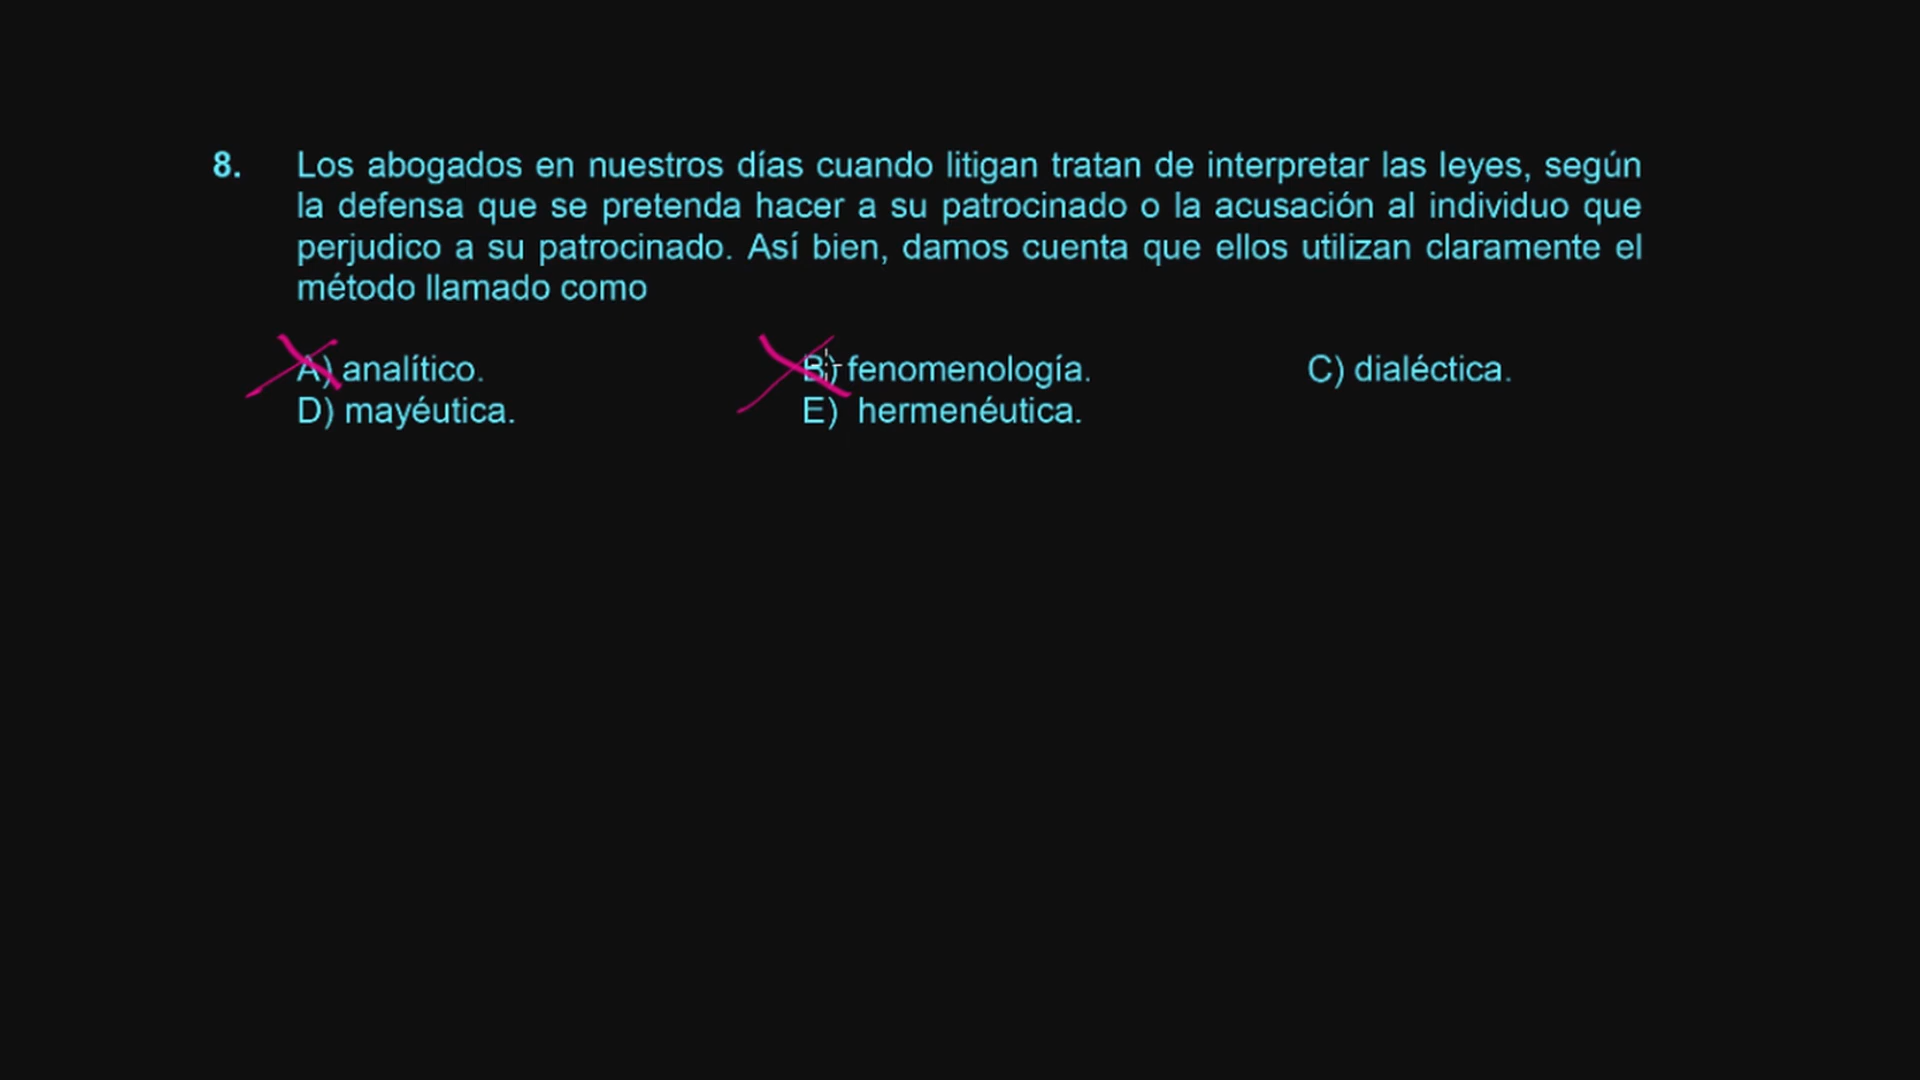 8. Los abogados en nuestros días cuando litigan tratan de interpretar las leyes, según
la defensa que se pretenda hacer a su patrocinado o la acusación al individuo que
perjudico a su patrocinado. Así bien, damos cuenta que ellos utilizan claramente el
método llamado como
A) analítico. B) fenomenología. C) dialéctica.
D) mayéutica. E) hermenéutica.